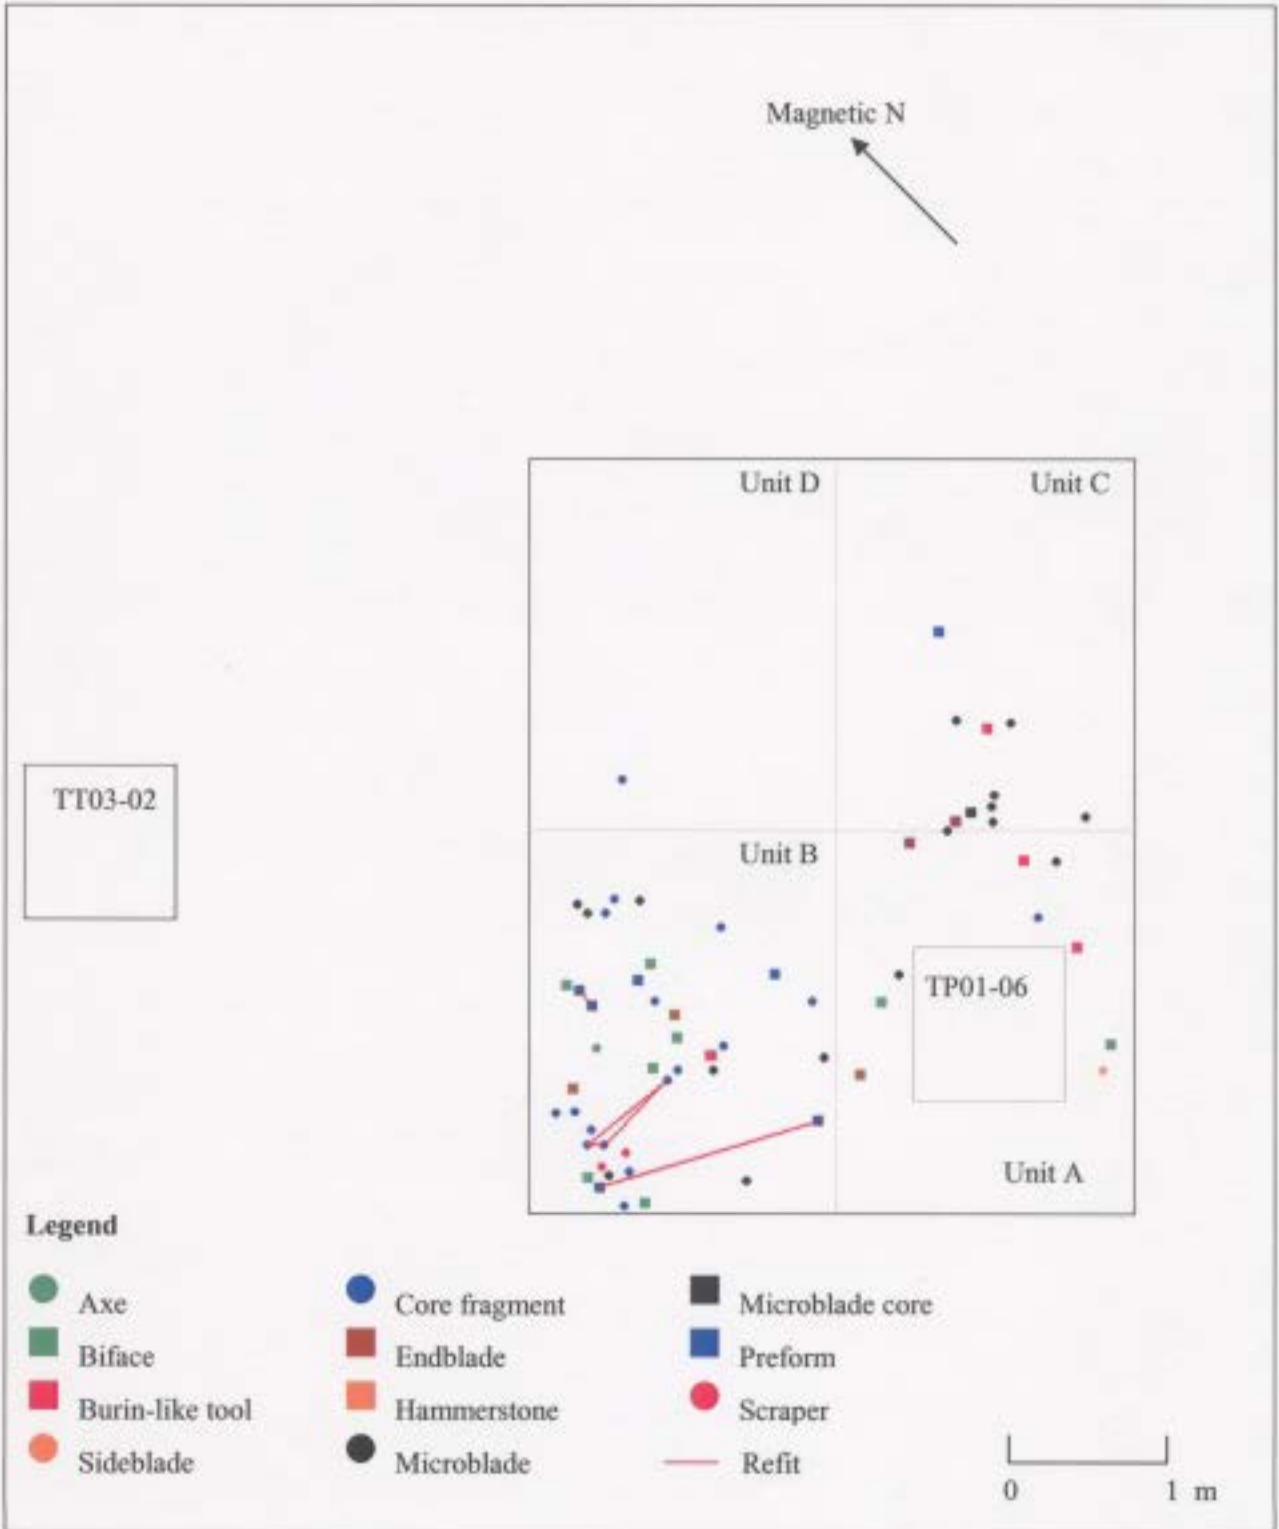 Magnetic N
Unit D
Unit C
TT03-02
Unit B
TP01-06
Unit A
Legend
Axe
Core fragment
Microblade core
Biface
Endblade
Preform
Burin-like tool
Hammerstone
Scraper
Sideblade
Microblade
Refit
0 1 m